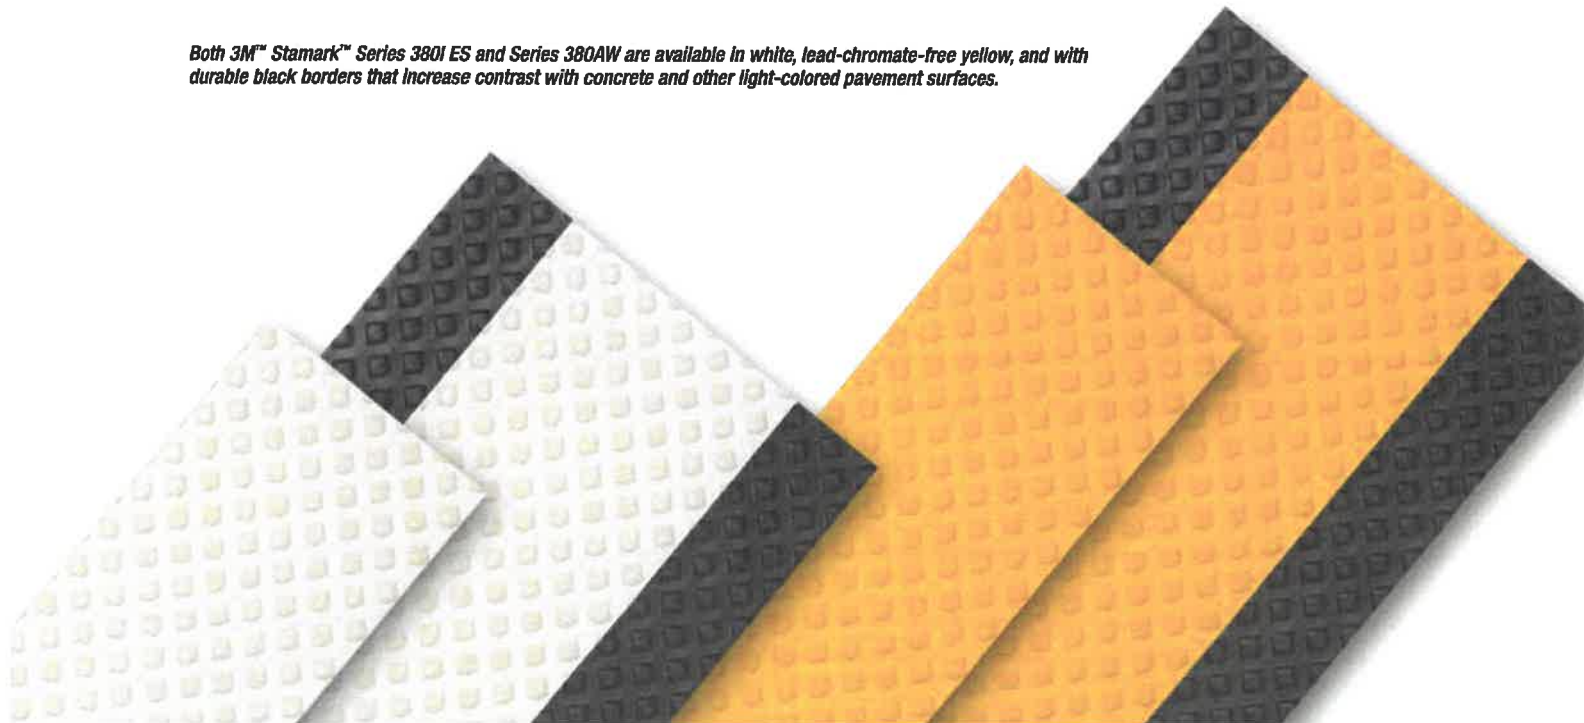 Both 3M™ Stamark™ Series 380I ES and Series 380AW are available in white, lead-chromate-free yellow, and with
durable black borders that increase contrast with concrete and other light-colored pavement surfaces.